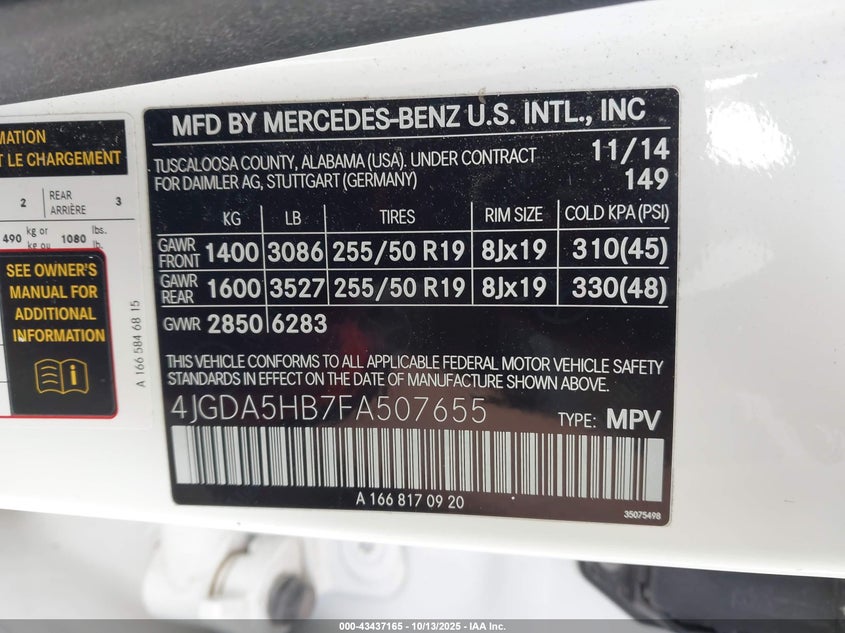 MATION
T LE CHARGEMENT
2 REAR ARRIÈRE 3
490 kg or kg ou 1080 lbs. lb.
SEE OWNER'S
MANUAL FOR
ADDITIONAL
INFORMATION
A 166 584 68 15
MFD BY MERCEDES-BENZ U.S. INTL., INC
TUSCALOOSA COUNTY, ALABAMA (USA). UNDER CONTRACT 11/14
FOR DAIMLER AG, STUTTGART (GERMANY) 149
KG LB TIRES RIM SIZE COLD KPA (PSI)
GAWR FRONT 1400 3086 255/50 R19 8Jx19 310(45)
GAWR REAR 1600 3527 255/50 R19 8Jx19 330(48)
GVWR 2850 6283
THIS VEHICLE CONFORMS TO ALL APPLICABLE FEDERAL MOTOR VEHICLE SAFETY
STANDARDS IN EFFECT ON THE DATE OF MANUFACTURE SHOWN ABOVE.
4JGDA5HB7FA507655 TYPE: MPV
A 166 817 09 20
35075498
000-43437165 - 10/13/2025 - IAA Inc.